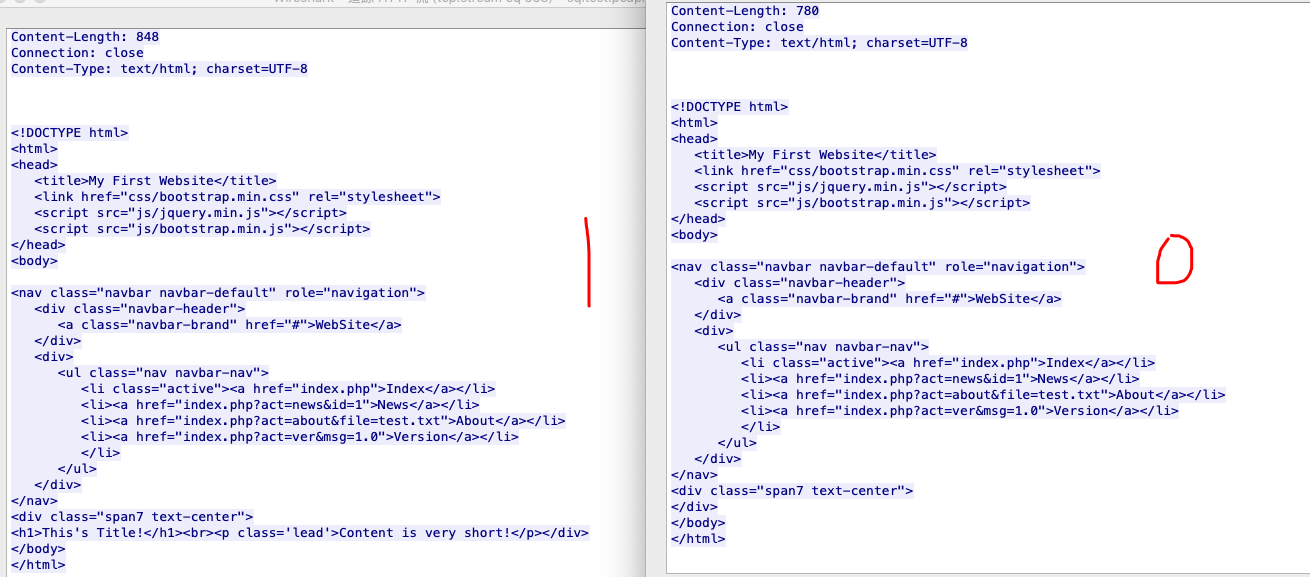 Content-Length: 848
Connection: close
Content-Type: text/html; charset=UTF-8
<!DOCTYPE html>
<html>
<head>
<title>My First Website</title>
<link href="css/bootstrap.min.css" rel="stylesheet">
<script src="js/jquery.min.js"></script>
<script src="js/bootstrap.min.js"></script>
</head>
<body>
<nav class="navbar navbar-default" role="navigation">
<div class="navbar-header">
<a class="navbar-brand" href="#">WebSite</a>
</div>
<div>
<ul class="nav navbar-nav">
<li class="active"><a href="index.php">Index</a></li>
<li><a href="index.php?act=news&id=1">News</a></li>
<li><a href="index.php?act=about&file=test.txt">About</a></li>
<li><a href="index.php?act=ver&msg=1.0">Version</a></li>
</li>
</ul>
</div>
</nav>
<div class="span7 text-center">
<h1>This's Title!</h1><br><p class='lead'>Content is very short!</p></div>
</body>
</html>
1
Content-Length: 780
Connection: close
Content-Type: text/html; charset=UTF-8
<!DOCTYPE html>
<html>
<head>
<title>My First Website</title>
<link href="css/bootstrap.min.css" rel="stylesheet">
<script src="js/jquery.min.js"></script>
<script src="js/bootstrap.min.js"></script>
</head>
<body>
<nav class="navbar navbar-default" role="navigation">
<div class="navbar-header">
<a class="navbar-brand" href="#">WebSite</a>
</div>
<div>
<ul class="nav navbar-nav">
<li class="active"><a href="index.php">Index</a></li>
<li><a href="index.php?act=news&id=1">News</a></li>
<li><a href="index.php?act=about&file=test.txt">About</a></li>
<li><a href="index.php?act=ver&msg=1.0">Version</a></li>
</li>
</ul>
</div>
</nav>
<div class="span7 text-center">
</div>
</body>
</html>
0